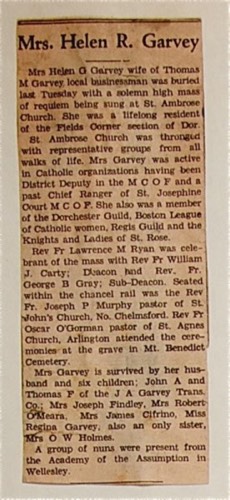 Mrs. Helen R. Garvey
Mrs Helen G Garvey wife of Thomas
M Garvey, local businessman was buried
last Tuesday with a solemn high mass
of requiem being sung at St. Ambrose
Church. She was a lifelong resident
of the Fields Corner section of Dor.
St. Ambrose Church was thronged
with representative groups from all
walks of life. Mrs Garvey was active
in Catholic organizations having been
District Deputy in the M C O F and a
past Chief Ranger of St. Josephine
Court M C O F. She also was a member
of the Dorchester Guild, Boston League
of Catholic women, Regis Guild and the
Knights and Ladies of St. Rose.
Rev Fr Lawrence M Ryan was cele-
brant of the mass with Rev Fr William
J. Carty; Deacon and Rev. Fr.
George B Gray; Sub-Deacon. Seated
within the chancel rail was the Rev
Fr. Joseph P Murphy pastor of St.
John's Church, No. Chelmsford. Rev Fr
Oscar O'Gorman pastor of St. Agnes
Church, Arlington attended the cere-
monies at the grave in Mt. Benedict
Cemetery.
Mrs Garvey is survived by her hus-
band and six children; John A and
Thomas F of the J A Garvey Trans.
Co.; Mrs Joseph Findley, Mrs Robert
O'Meara, Mrs James Cifrino, Miss
Regina Garvey, also an only sister,
Mrs O W Holmes.
A group of nuns were present from
the Academy of the Assumption in
Wellesley.